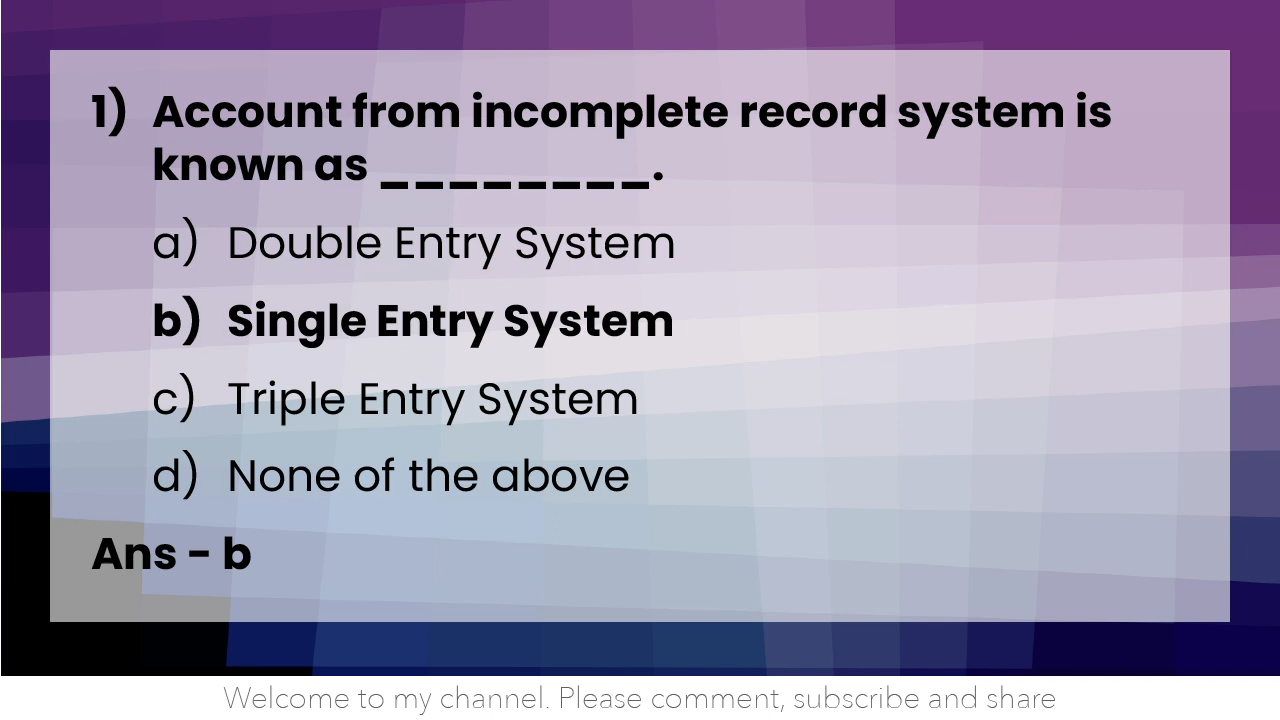 1) Account from incomplete record system is
known as ________.
a) Double Entry System
b) Single Entry System
c) Triple Entry System
d) None of the above
Ans - b
Welcome to my channel. Please comment, subscribe and share